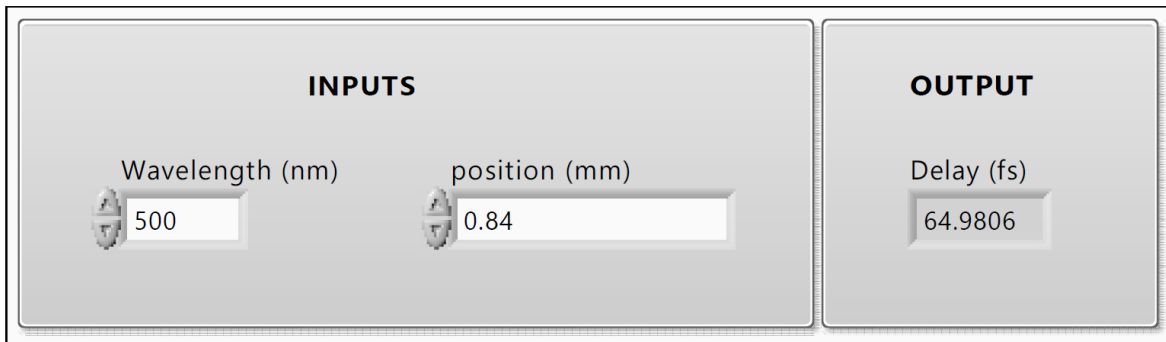 INPUTS
Wavelength (nm)
500
position (mm)
0.84
OUTPUT
Delay (fs)
64.9806